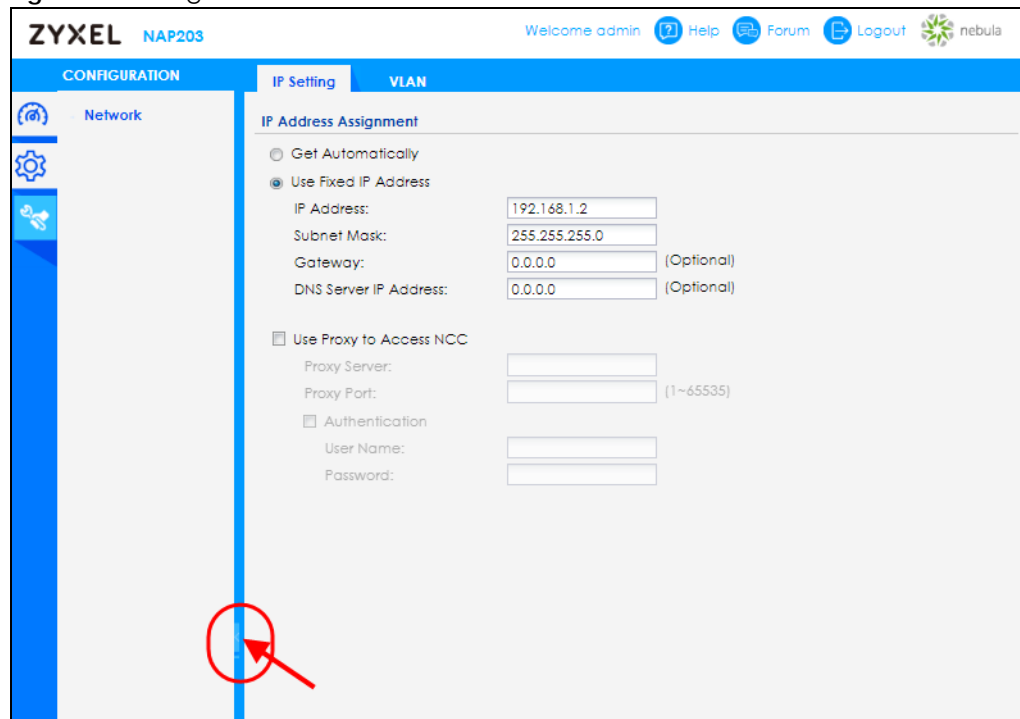 ZYXEL NAP203 Welcome admin Help Forum Logout nebula
CONFIGURATION IP Setting VLAN
Network
IP Address Assignment
Get Automatically
Use Fixed IP Address
IP Address: 192.168.1.2
Subnet Mask: 255.255.255.0
Gateway: 0.0.0.0 (Optional)
DNS Server IP Address: 0.0.0.0 (Optional)
Use Proxy to Access NCC
Proxy Server:
Proxy Port: (1~65535)
Authentication
User Name:
Password: